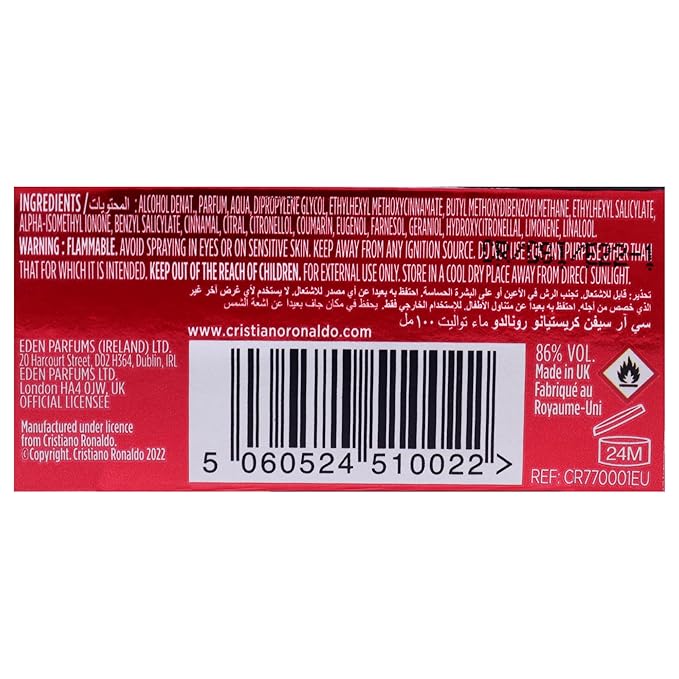 INGREDIENTS / المحتويات: ALCOHOL DENAT., PARFUM, AQUA, DIPROPYLENE GLYCOL, ETHYLHEXYL METHOXYCINNAMATE, BUTYL METHOXYDIBENZOYLMETHANE, ETHYLHEXYL SALICYLATE,
ALPHA-ISOMETHYL IONONE, BENZYL SALICYLATE, CINNAMAL, CITRAL, CITRONELLOL, COUMARIN, EUGENOL, FARNESOL, GERANIOL, HYDROXYCITRONELLAL, LIMONENE, LINALOOL.
WARNING : FLAMMABLE. AVOID SPRAYING IN EYES OR ON SENSITIVE SKIN. KEEP AWAY FROM ANY IGNITION SOURCE. DO NOT USE OTHER THAN
THAT FOR WHICH IT IS INTENDED. KEEP OUT OF THE REACH OF CHILDREN. FOR EXTERNAL USE ONLY. STORE IN A COOL DRY PLACE AWAY FROM DIRECT SUNLIGHT.
تحذير: قابل للاشتعال. تجنب الرش في الأعين أو على البشرة الحساسة. احتفظ به بعيدا عن أي مصدر للاشتعال. لا يستخدم لأي غرض آخر غير
المخصص له. احتفظ به بعيدا عن متناول الأطفال. للاستخدام الخارجي فقط. يحفظ في مكان جاف بعيدا عن اشعة الشمس
سي آر سيفن كريستيانو رونالدو ماء تواليت ١٠٠ مل
www.cristianoronaldo.com
EDEN PARFUMS (IRELAND) LTD.
20 Harcourt Street, D02 H364, Dublin, IRL
EDEN PARFUMS LTD.
London HA4 0JW, UK
OFFICIAL LICENSEE
Manufactured under licence
from Cristiano Ronaldo.
©Copyright. Cristiano Ronaldo 2022
5 060524 510022 >
86% VOL.
Made in UK
Fabriqué au
Royaume-Uni
24M
REF: CR770001EU